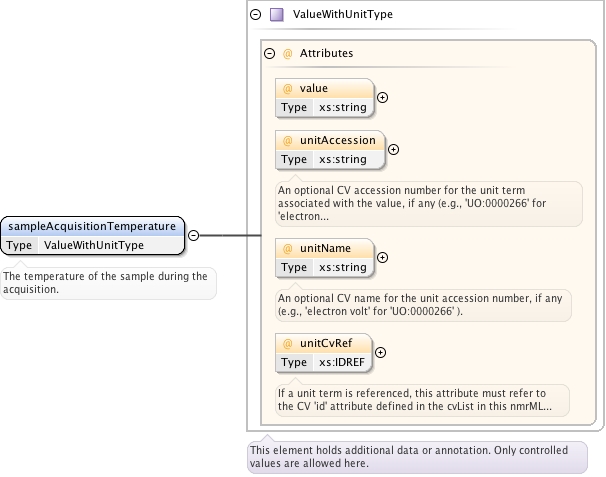 ValueWithUnitType
@ Attributes
@ value
Type xs:string
@ unitAccession
Type xs:string
An optional CV accession number for the unit term
associated with the value, if any (e.g., 'UO:0000266' for
'electron...
sampleAcquisitionTemperature
Type ValueWithUnitType
The temperature of the sample during the
acquisition.
@ unitName
Type xs:string
An optional CV name for the unit accession number, if any
(e.g., 'electron volt' for 'UO:0000266' ).
@ unitCvRef
Type xs:IDREF
If a unit term is referenced, this attribute must refer to
the CV 'id' attribute defined in the cvList in this nmrML...
This element holds additional data or annotation. Only controlled
values are allowed here.